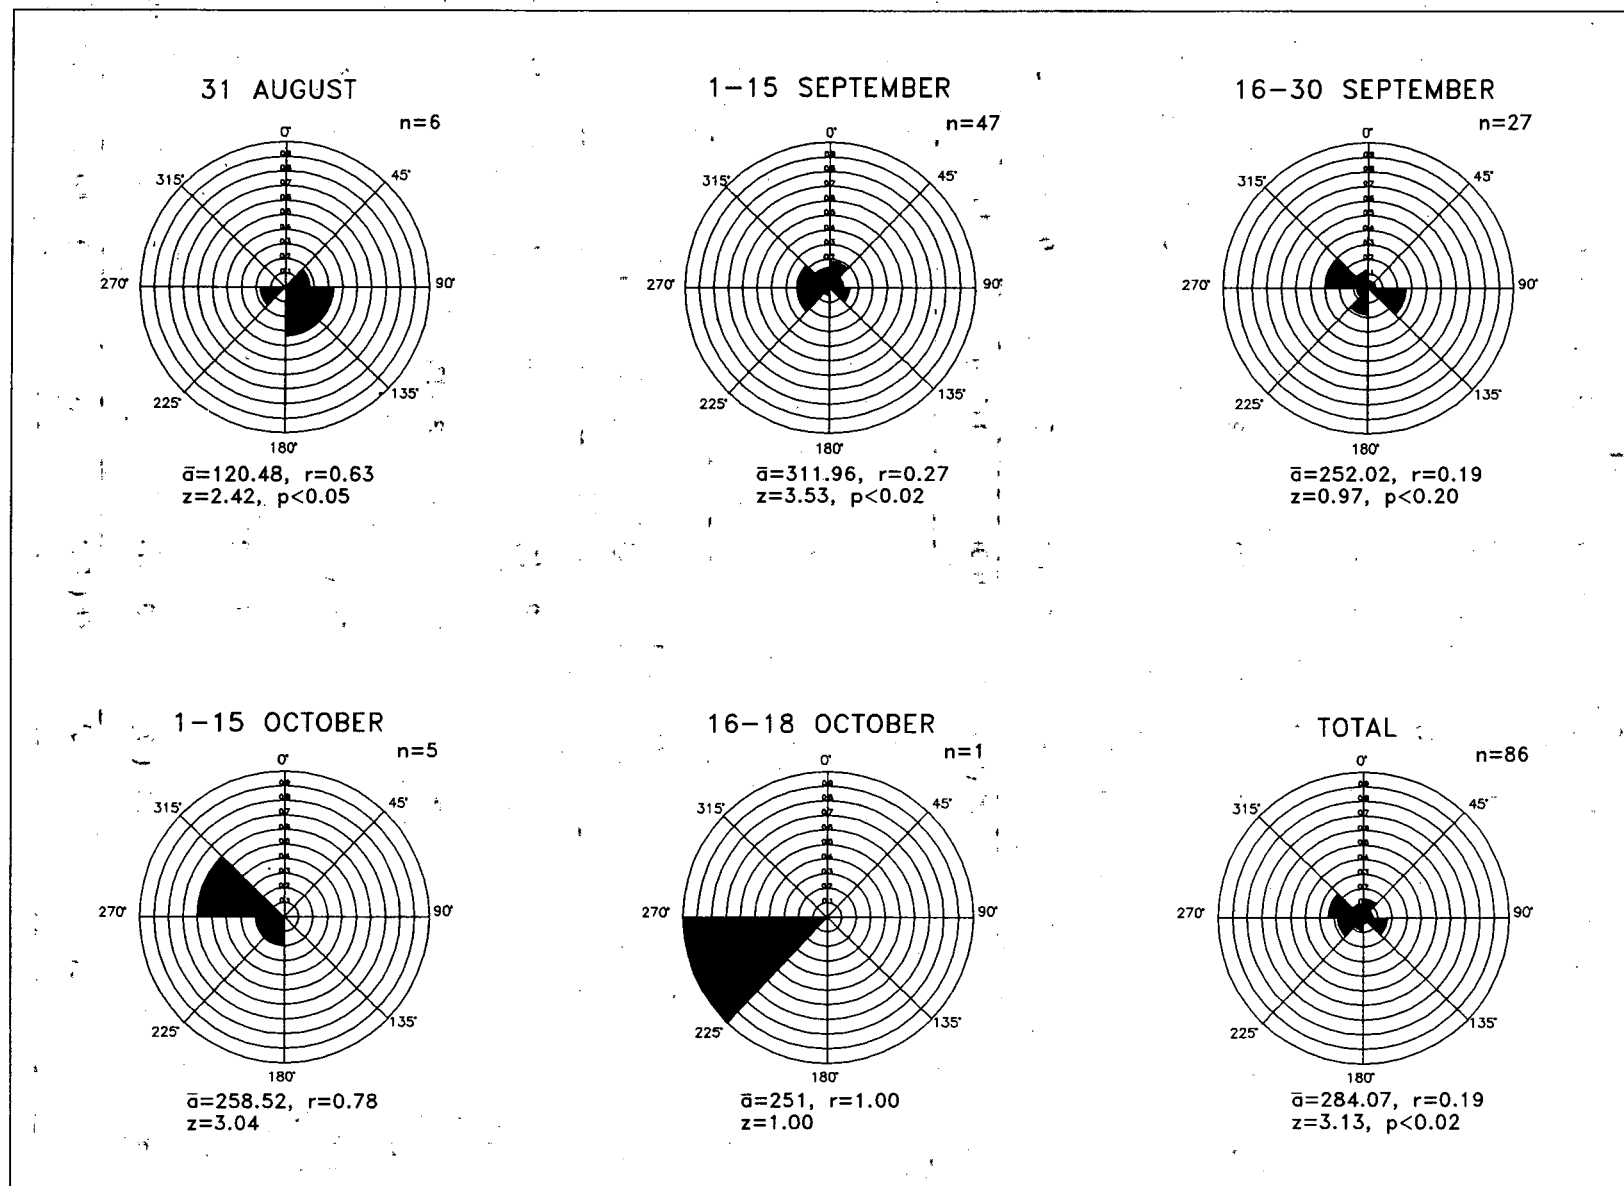 31 AUGUST
n=6
0°
45°
90°
135°
180°
225°
270°
315°
ā=120.48, r=0.63
z=2.42, p<0.05
1–15 SEPTEMBER
n=47
0°
45°
90°
135°
180°
225°
270°
315°
ā=311.96, r=0.27
z=3.53, p<0.02
16–30 SEPTEMBER
n=27
0°
45°
90°
135°
180°
225°
270°
315°
ā=252.02, r=0.19
z=0.97, p<0.20
1–15 OCTOBER
n=5
0°
45°
90°
135°
180°
225°
270°
315°
ā=258.52, r=0.78
z=3.04
16–18 OCTOBER
n=1
0°
45°
90°
135°
180°
225°
270°
315°
ā=251, r=1.00
z=1.00
TOTAL
n=86
0°
45°
90°
135°
180°
225°
270°
315°
ā=284.07, r=0.19
z=3.13, p<0.02